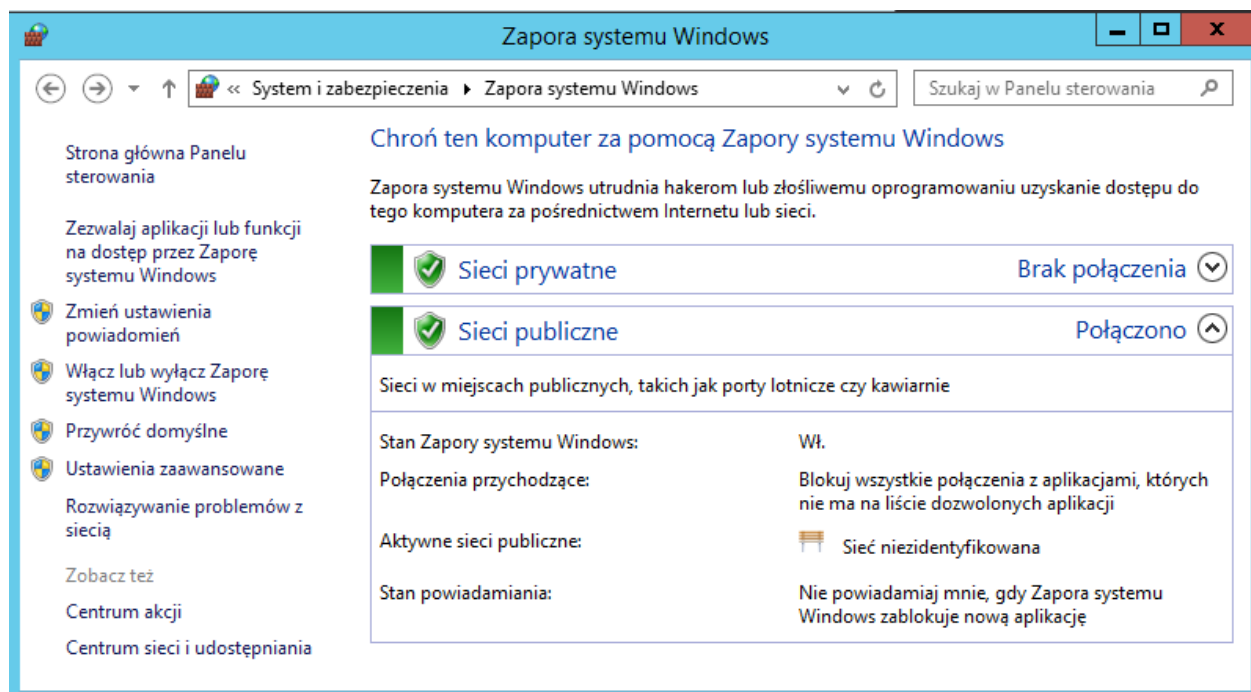 Zapora systemu Windows
« System i zabezpieczenia ▸ Zapora systemu Windows
Szukaj w Panelu sterowania
Strona główna Panelu
sterowania
Zezwalaj aplikacji lub funkcji
na dostęp przez Zaporę
systemu Windows
Zmień ustawienia
powiadomień
Włącz lub wyłącz Zaporę
systemu Windows
Przywróć domyślne
Ustawienia zaawansowane
Rozwiązywanie problemów z
siecią
Zobacz też
Centrum akcji
Centrum sieci i udostępniania
Chroń ten komputer za pomocą Zapory systemu Windows
Zapora systemu Windows utrudnia hakerom lub złośliwemu oprogramowaniu uzyskanie dostępu do
tego komputera za pośrednictwem Internetu lub sieci.
Sieci prywatne Brak połączenia
Sieci publiczne Połączono
Sieci w miejscach publicznych, takich jak porty lotnicze czy kawiarnie
Stan Zapory systemu Windows: Wł.
Połączenia przychodzące: Blokuj wszystkie połączenia z aplikacjami, których
nie ma na liście dozwolonych aplikacji
Aktywne sieci publiczne: Sieć niezidentyfikowana
Stan powiadamiania: Nie powiadamiaj mnie, gdy Zapora systemu
Windows zablokuje nową aplikację